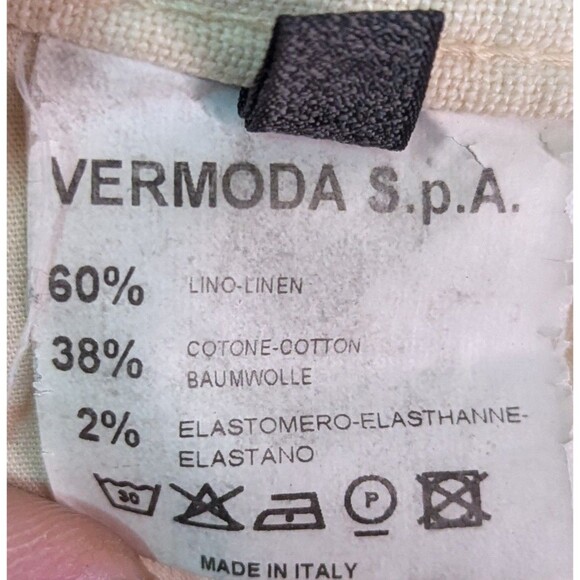 VERMODA S.p.A.
60% LINO-LINEN
38% COTONE-COTTON
BAUMWOLLE
2% ELASTOMERO-ELASTHANNE-
ELASTANO
30 P
MADE IN ITALY